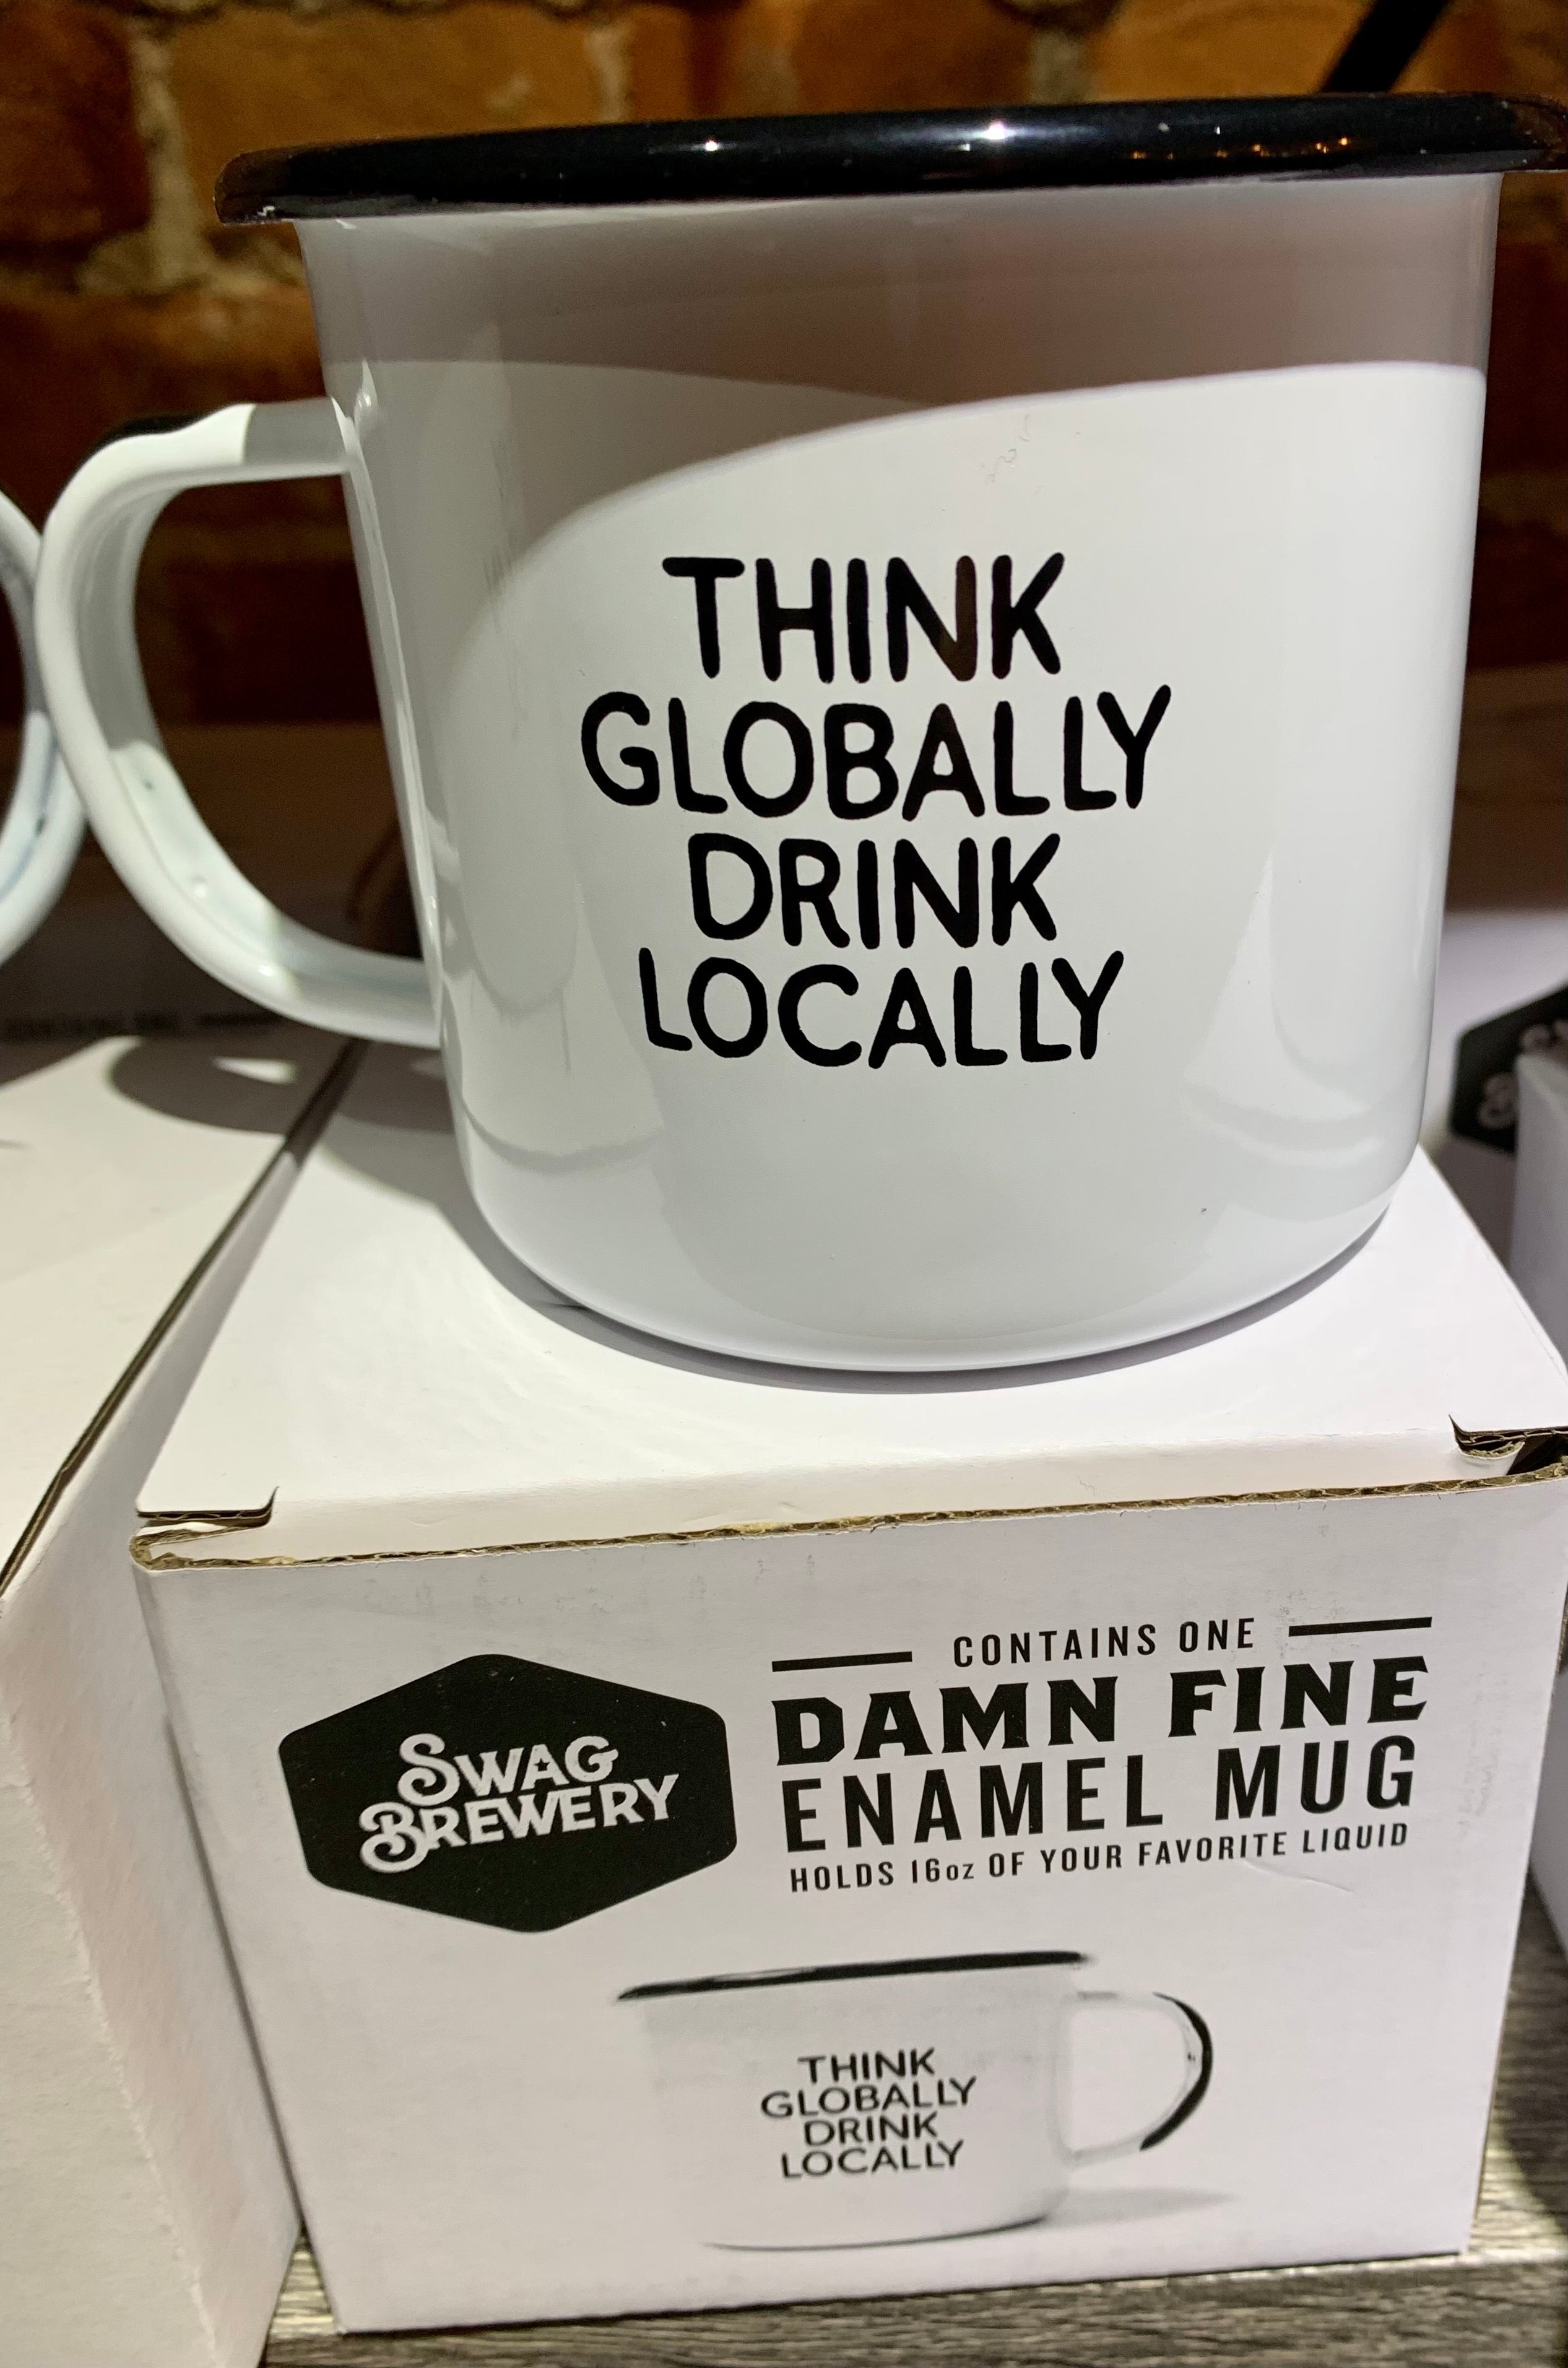 THINK
GLOBALLY
DRINK
LOCALLY
SWAG
BREWERY
CONTAINS ONE
DAMN FINE
ENAMEL MUG
HOLDS 16oz OF YOUR FAVORITE LIQUID
THINK
GLOBALLY
DRINK
LOCALLY